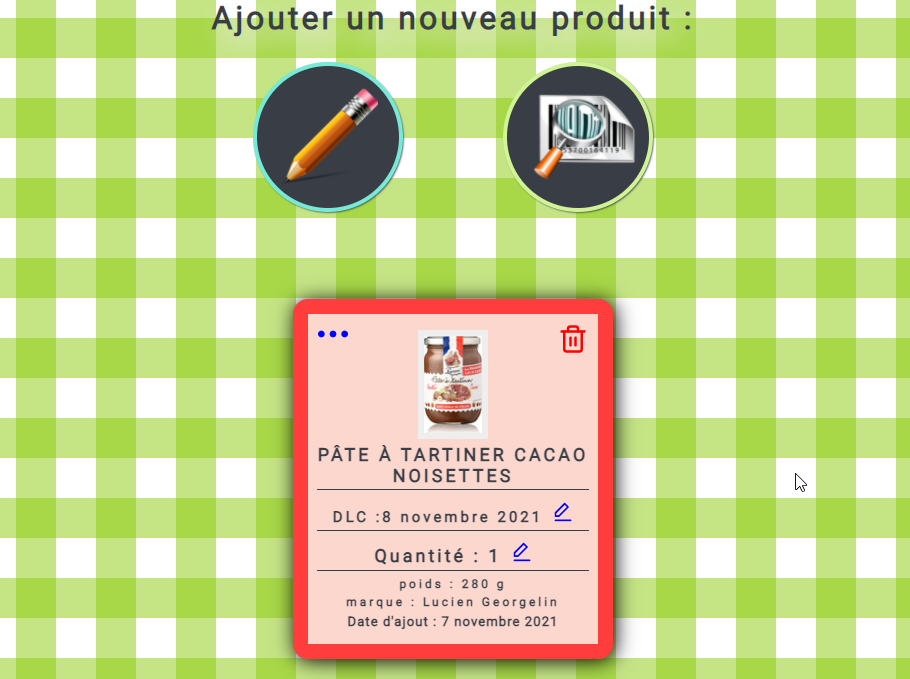 Ajouter un nouveau produit :
PÂTE À TARTINER CACAO
NOISETTES
DLC :8 novembre 2021
Quantité : 1
poids : 280 g
marque : Lucien Georgelin
Date d'ajout : 7 novembre 2021